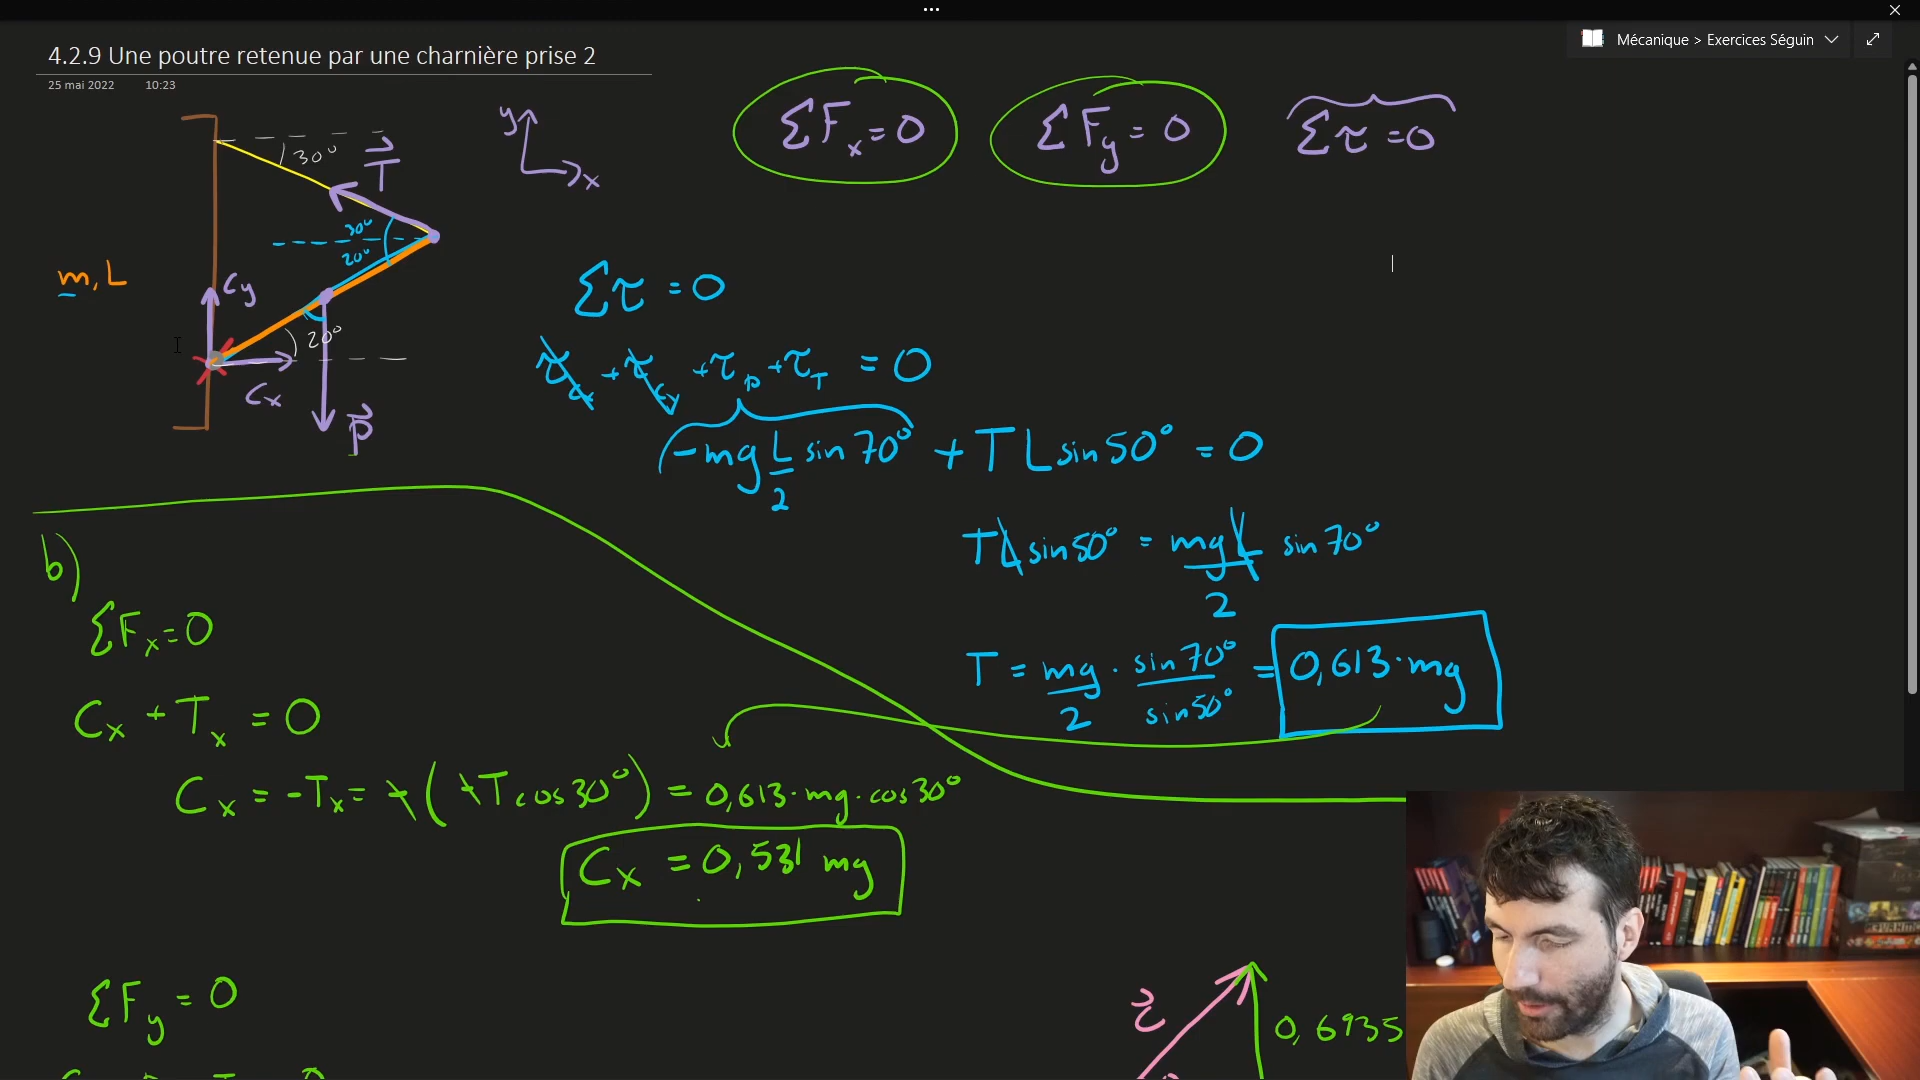 4.2.9 Une poutre retenue par une charnière prise 2
25 mai 2022 10:23
Mécanique > Exercices Séguin
ΣFx = 0 ΣFy = 0 Στ = 0
y
x
30°
T
30°
20°
m, L
Cy
20°
Cx
P
Στ = 0
τCx + τCy + τP + τT = 0
-mg L/2 sin 70° + T L sin 50° = 0
T L sin 50° = mg L/2 sin 70°
T = mg/2 · sin 70°/sin 50° = 0,613 · mg
b)
ΣFx = 0
Cx + Tx = 0
Cx = -Tx = -(-T cos 30°) = 0,613 · mg · cos 30°
Cx = 0,531 mg
ΣFy = 0
0,6935